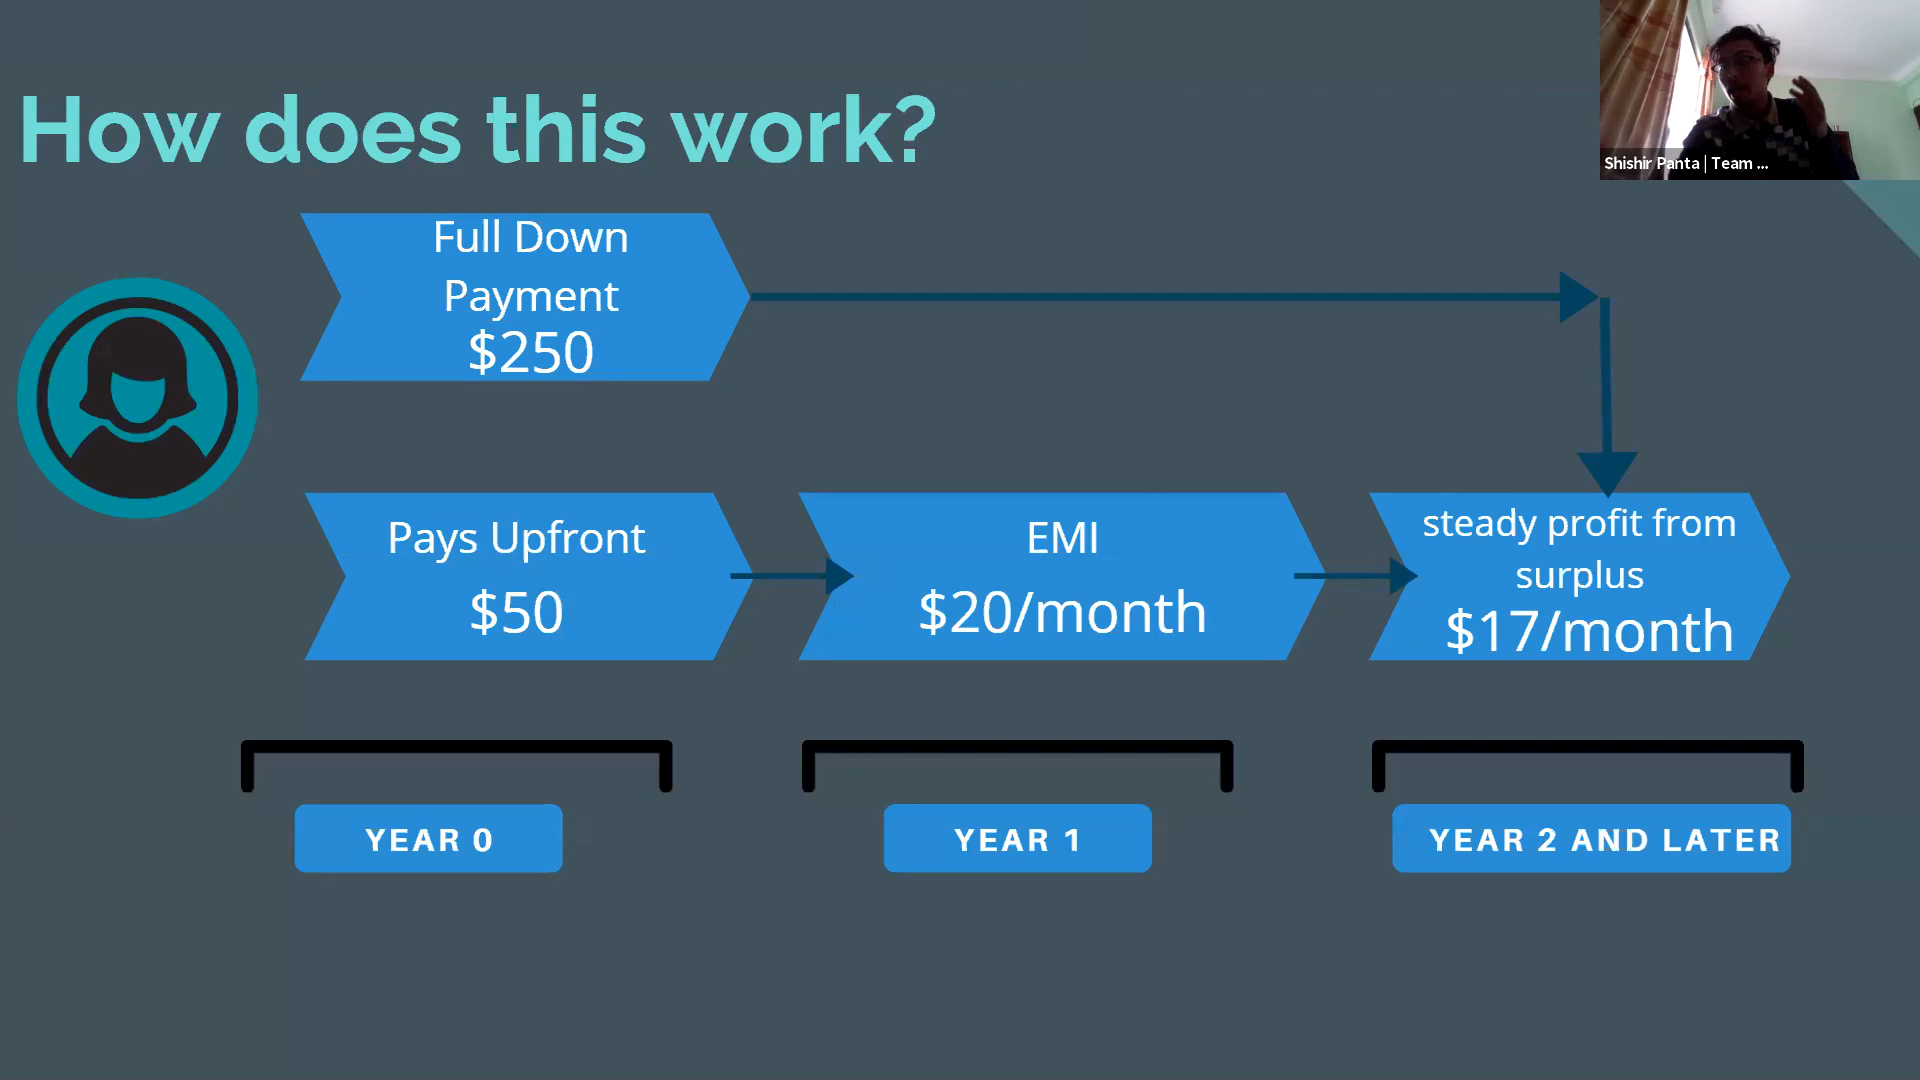 How does this work?
Shishir Panta | Team ...
Full Down
Payment
$250
Pays Upfront
$50
EMI
$20/month
steady profit from
surplus
$17/month
YEAR 0
YEAR 1
YEAR 2 AND LATER